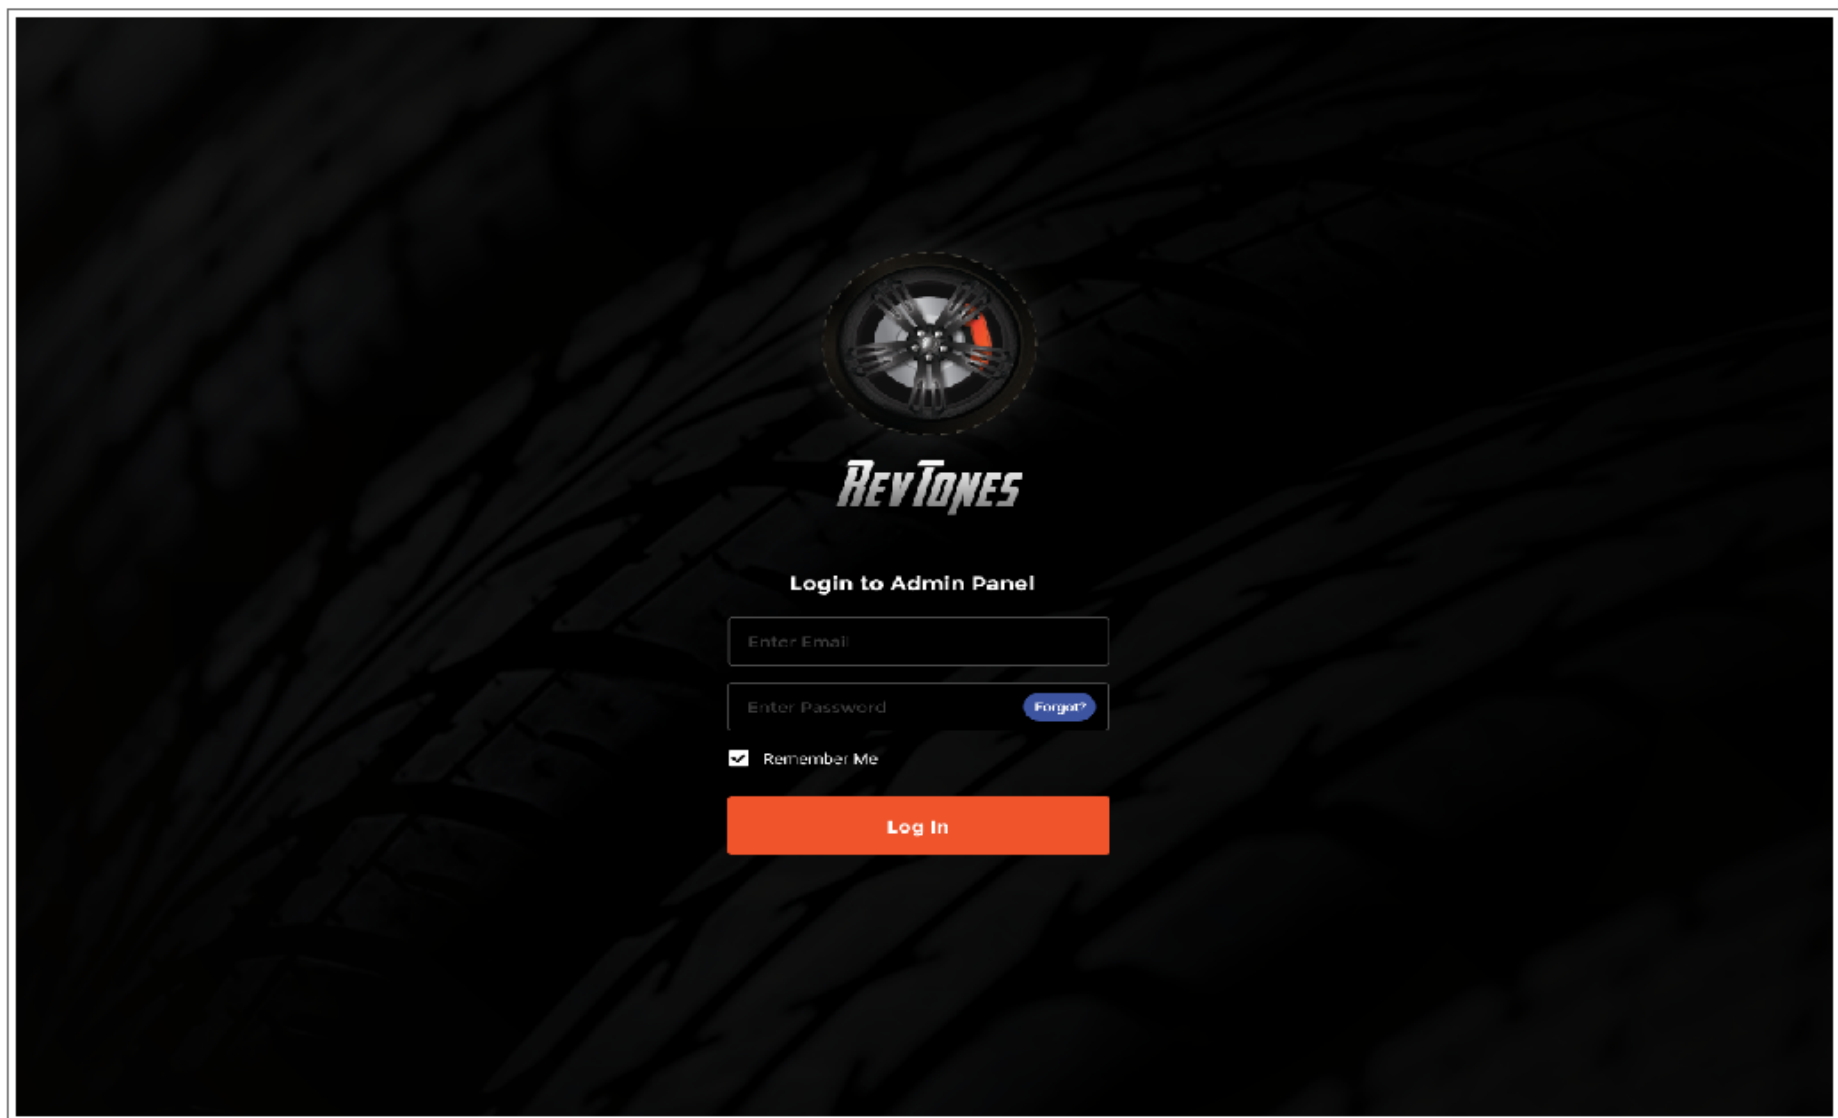 RevTones
Login to Admin Panel
Enter Email
Enter Password
Forgot?
Remember Me
Log In